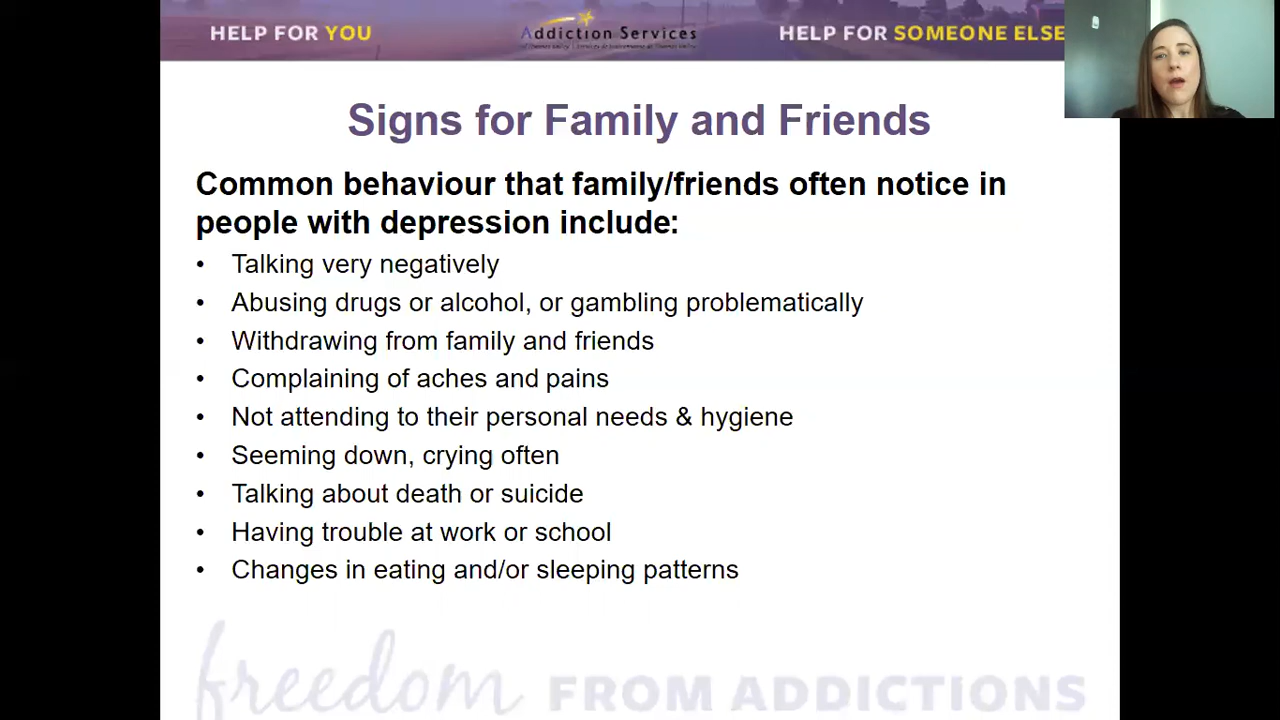 HELP FOR YOU
Addiction Services
HELP FOR SOMEONE ELSE
Signs for Family and Friends
Common behaviour that family/friends often notice in
people with depression include:
• Talking very negatively
• Abusing drugs or alcohol, or gambling problematically
• Withdrawing from family and friends
• Complaining of aches and pains
• Not attending to their personal needs & hygiene
• Seeming down, crying often
• Talking about death or suicide
• Having trouble at work or school
• Changes in eating and/or sleeping patterns
freedom FROM ADDICTIONS